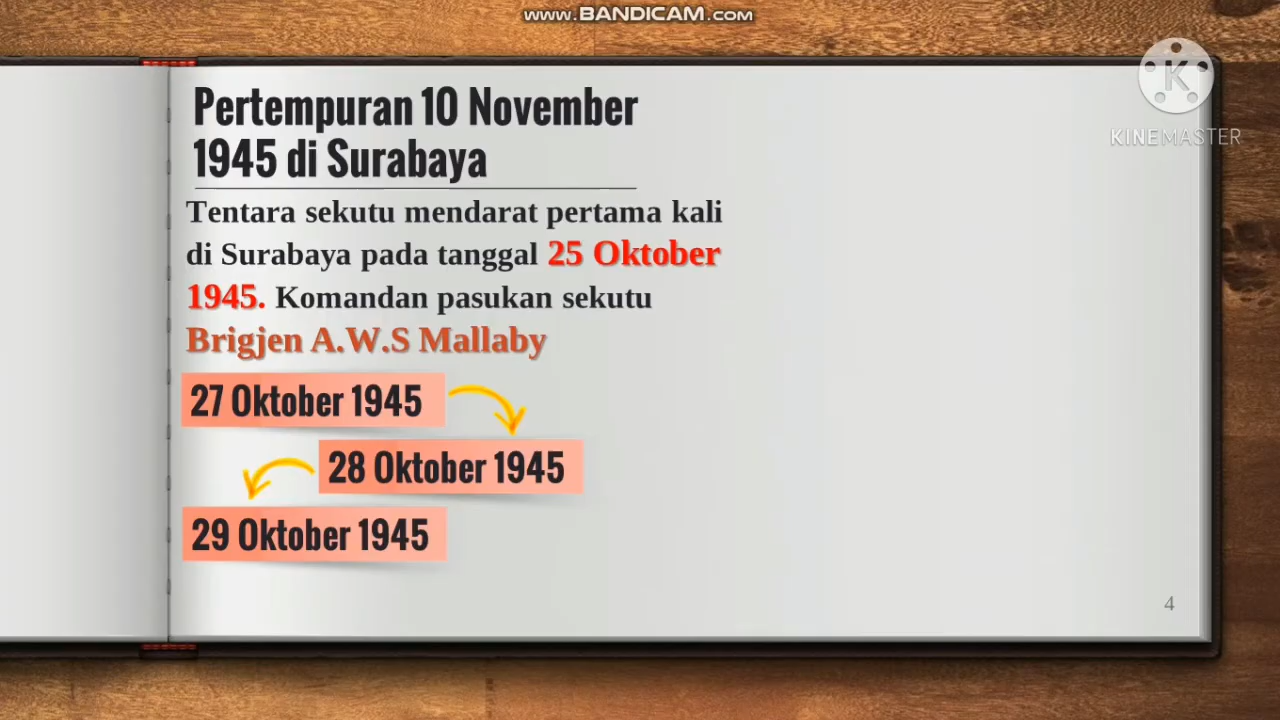 www.BANDICAM.com
K
KINEMASTER
Pertempuran 10 November
1945 di Surabaya
Tentara sekutu mendarat pertama kali
di Surabaya pada tanggal 25 Oktober
1945. Komandan pasukan sekutu
Brigjen A.W.S Mallaby
27 Oktober 1945
28 Oktober 1945
29 Oktober 1945
4